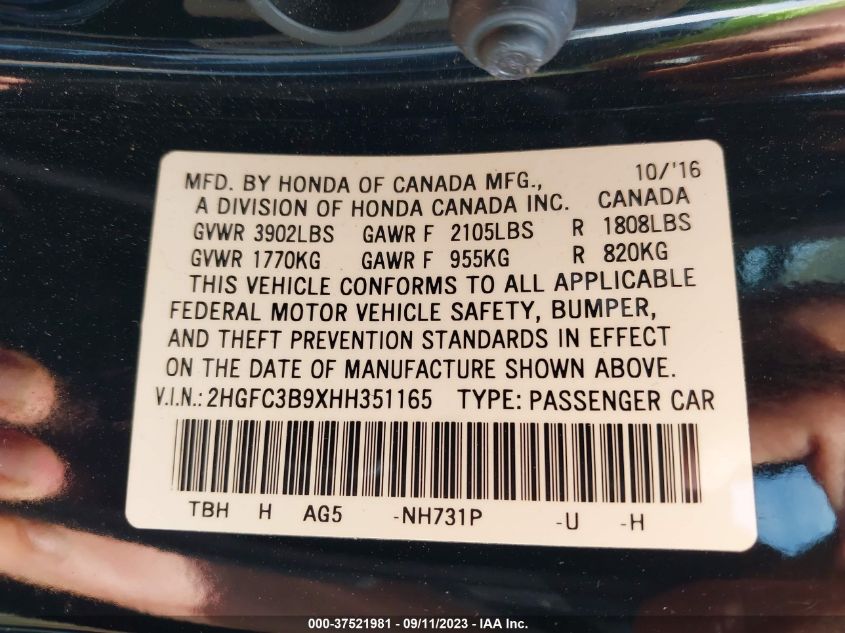 MFD. BY HONDA OF CANADA MFG., 10/'16
A DIVISION OF HONDA CANADA INC. CANADA
GVWR 3902LBS GAWR F 2105LBS R 1808LBS
GVWR 1770KG GAWR F 955KG R 820KG
THIS VEHICLE CONFORMS TO ALL APPLICABLE
FEDERAL MOTOR VEHICLE SAFETY, BUMPER,
AND THEFT PREVENTION STANDARDS IN EFFECT
ON THE DATE OF MANUFACTURE SHOWN ABOVE.
V.I.N.: 2HGFC3B9XHH351165 TYPE: PASSENGER CAR
TBH H AG5 -NH731P -U -H
000-37521981 - 09/11/2023 - IAA Inc.